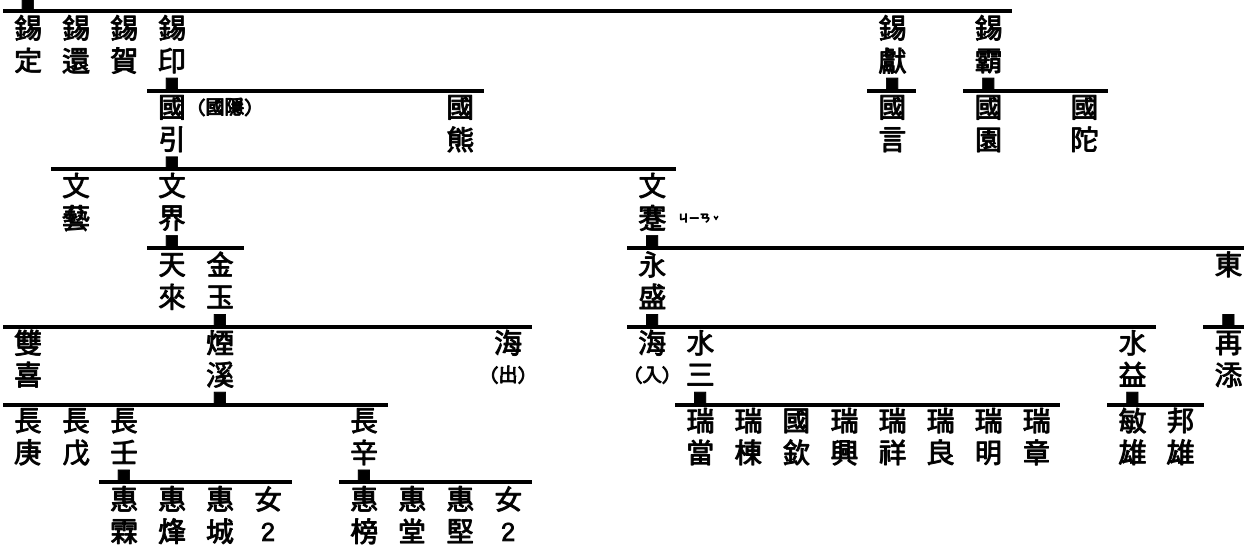 錫定 錫還 錫賀 錫印 錫獻 錫霸
國引 (國隱) 國熊 國言 國園 國陀
文藝 文界 文蹇 ㄐㄧㄢˇ
天來 金玉 永盛 東
雙喜 煙溪 海(出) 海(入) 水三 水益 再添
長庚 長戊 長壬 長辛 瑞當 瑞棟 國欽 瑞興 瑞祥 瑞良 瑞明 瑞章 敏雄 邦雄
惠霖 惠烽 惠城 女2 惠榜 惠堂 惠堅 女2